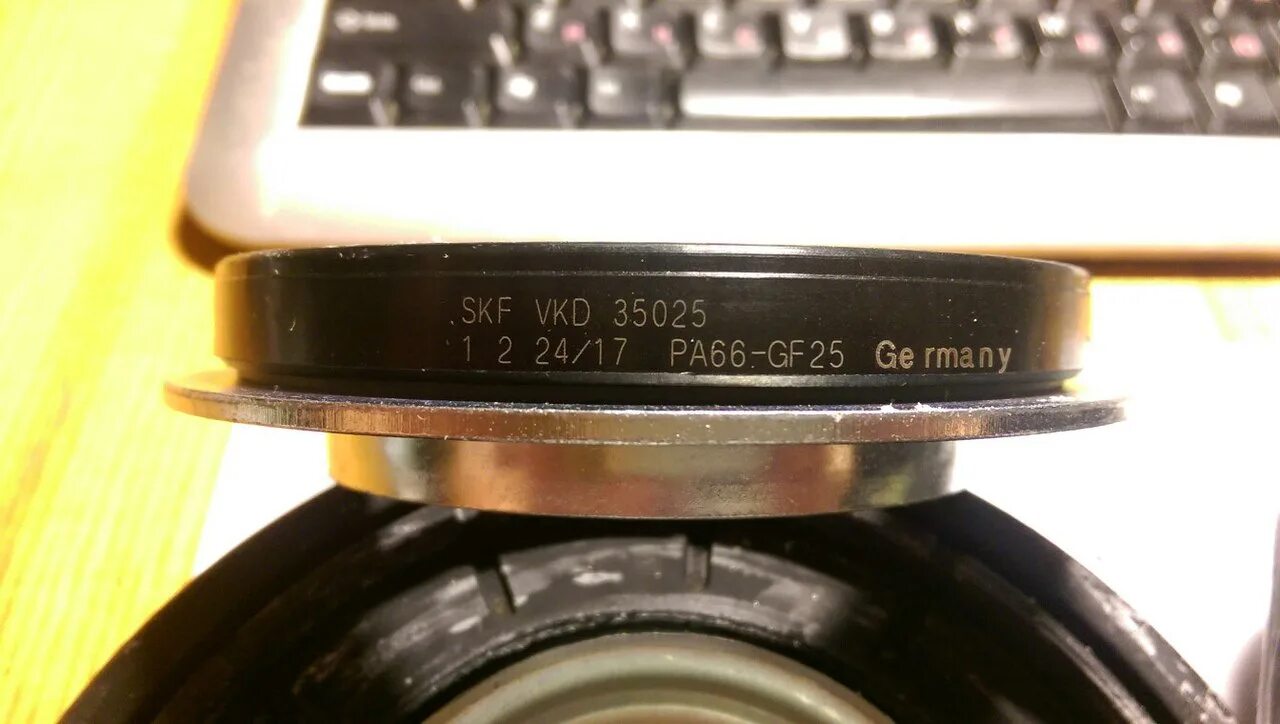 SKF VKD 35025
1 2 24/17 PA66-GF25 Germany